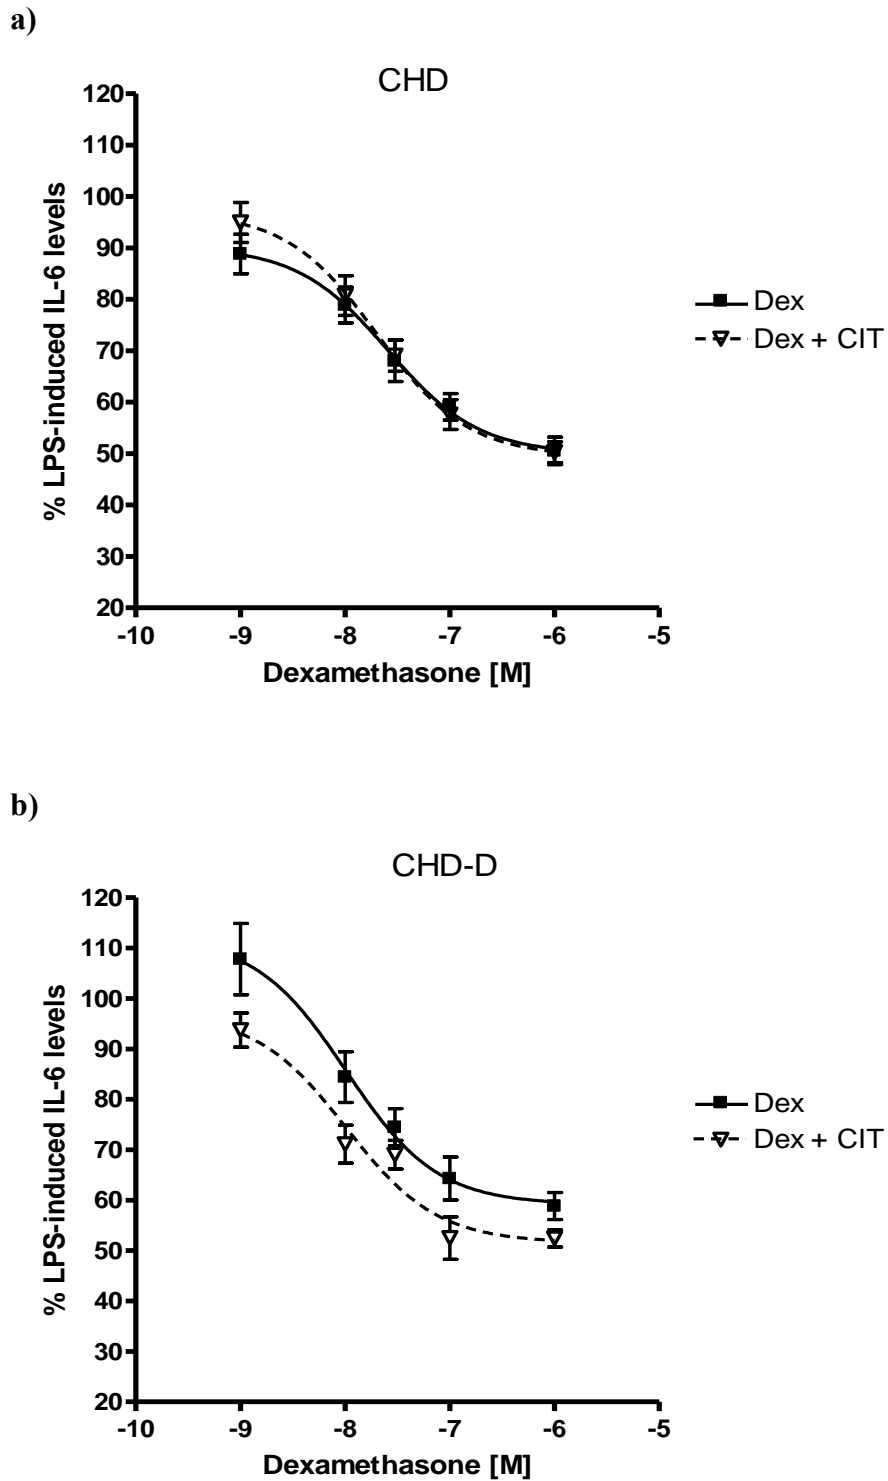 a)
CHD
120
110
100
90
80
70
60
50
40
30
20
% LPS-induced IL-6 levels
-10
-9
-8
-7
-6
-5
Dexamethasone [M]
Dex
Dex + CIT
b)
CHD-D
120
110
100
90
80
70
60
50
40
30
20
% LPS-induced IL-6 levels
-10
-9
-8
-7
-6
-5
Dexamethasone [M]
Dex
Dex + CIT